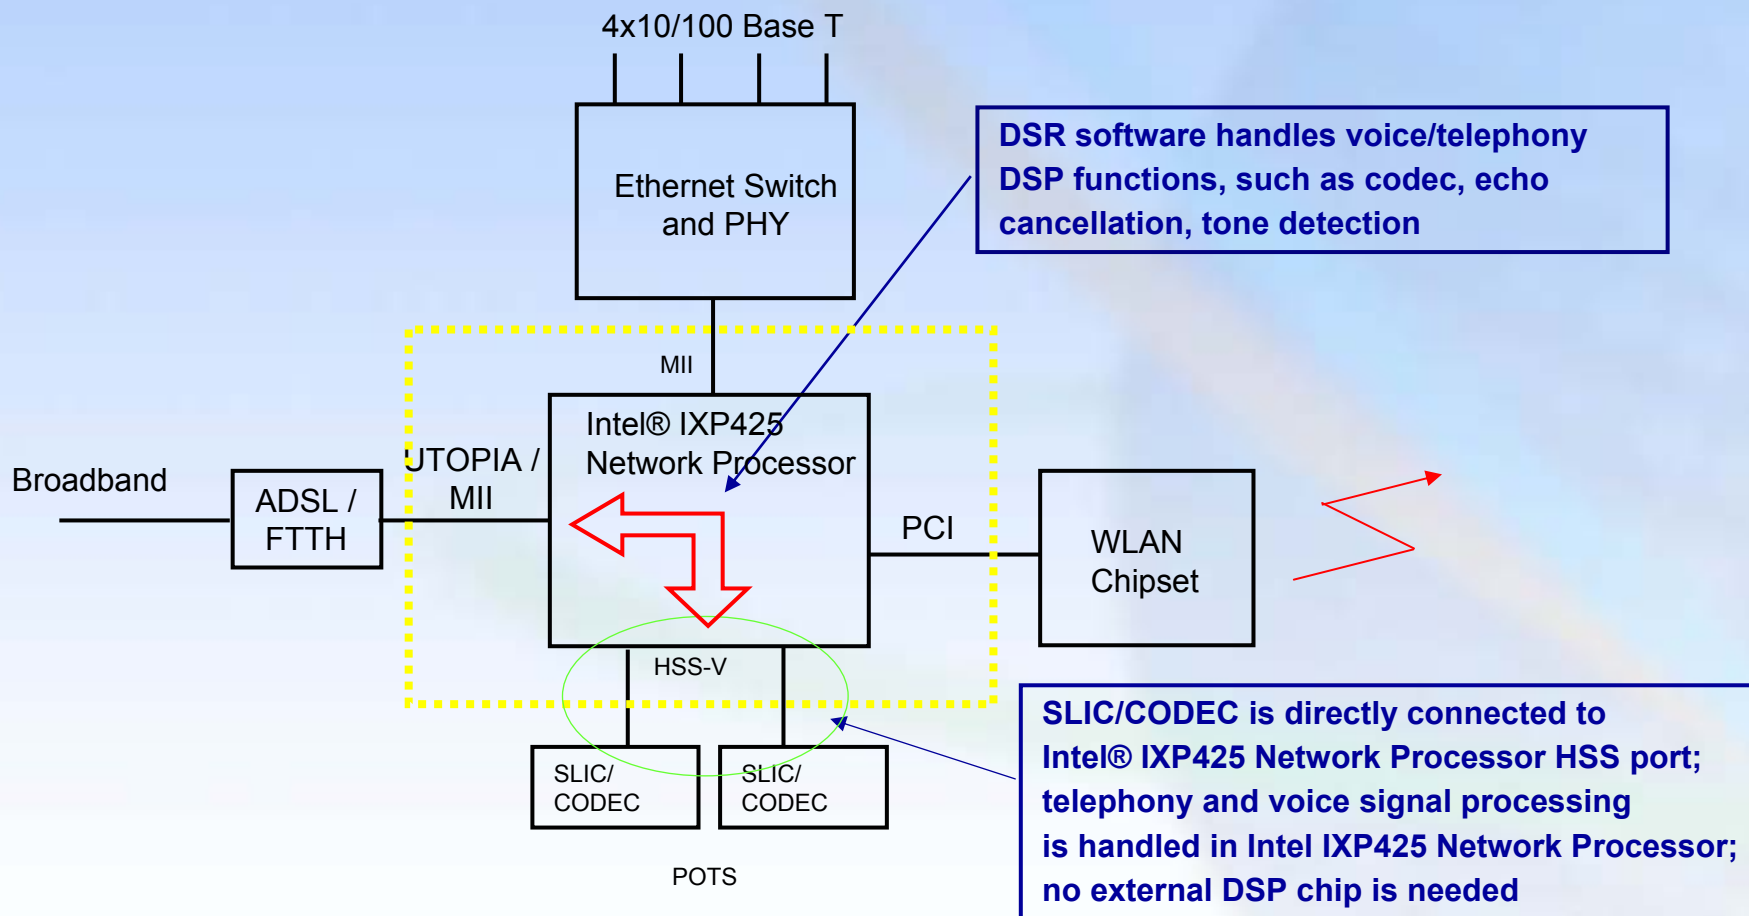 4x10/100 Base T
Ethernet Switch
and PHY
DSR software handles voice/telephony
DSP functions, such as codec, echo
cancellation, tone detection
MII
Intel® IXP425
Network Processor
Broadband
ADSL /
FTTH
UTOPIA /
MII
PCI
WLAN
Chipset
HSS-V
SLIC/
CODEC
SLIC/
CODEC
POTS
SLIC/CODEC is directly connected to
Intel® IXP425 Network Processor HSS port;
telephony and voice signal processing
is handled in Intel IXP425 Network Processor;
no external DSP chip is needed